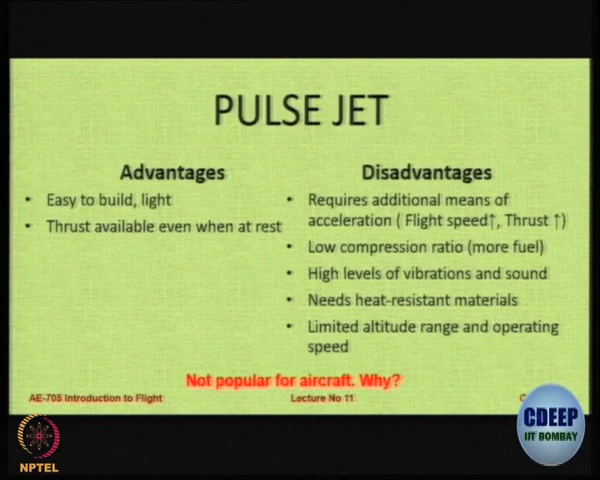 PULSE JET
Advantages
• Easy to build, light
• Thrust available even when at rest
Disadvantages
• Requires additional means of
acceleration ( Flight speed↑, Thrust ↑)
• Low compression ratio (more fuel)
• High levels of vibrations and sound
• Needs heat-resistant materials
• Limited altitude range and operating
speed
Not popular for aircraft. Why?
AE-705 Introduction to Flight
Lecture No 11
CDEEP
IIT BOMBAY
NPTEL